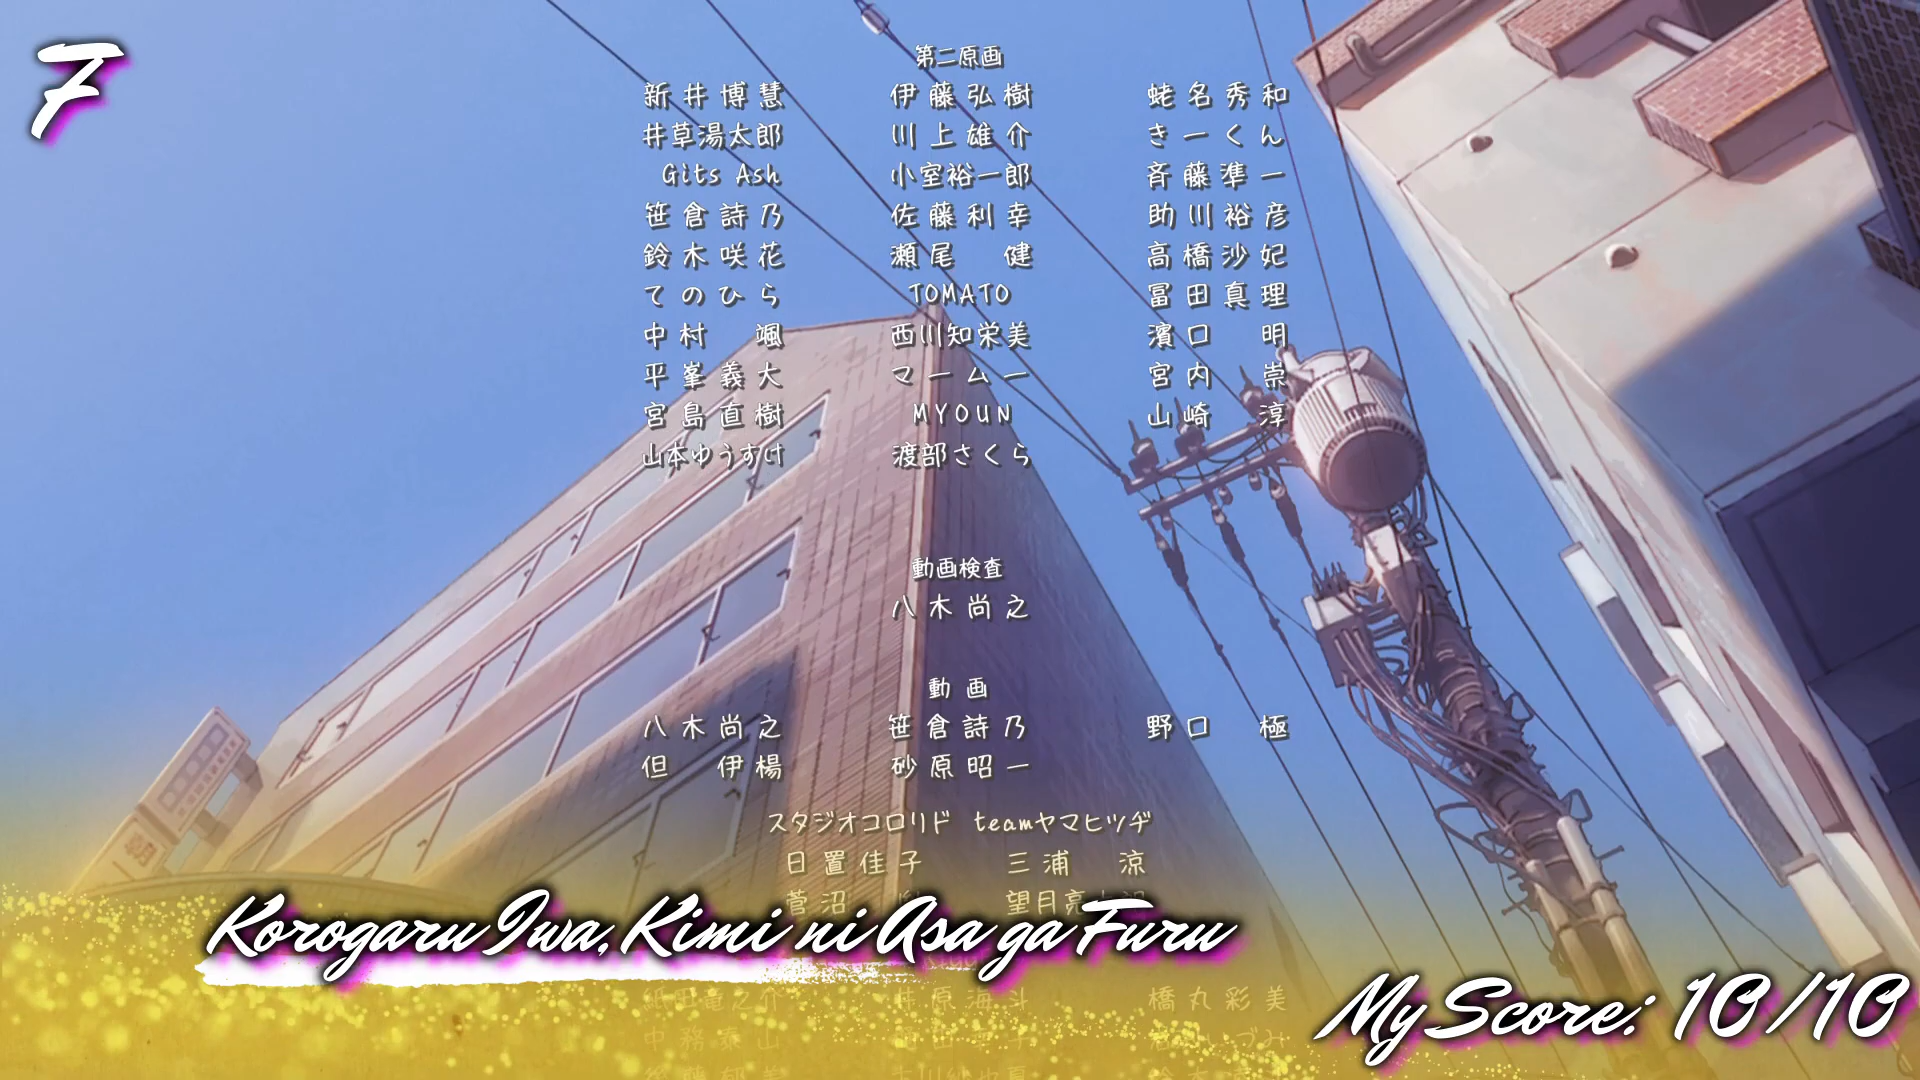 7
第二原画
新井博慧 伊藤弘樹 蛯名秀和
井草湯太郎 川上雄介 きーくん
Gits Ash 小室裕一郎 斉藤準一
笹倉詩乃 佐藤利幸 助川裕彦
鈴木咲花 瀬尾健 高橋沙妃
てのひら TOMATO 冨田真理
中村颯 西川知栄美 濱口明
平峯義大 マームー 宮内崇
宮島直樹 MYOUN 山崎淳
山本ゆうすけ 渡部さくら
動画検査
八木尚之
動画
八木尚之 笹倉詩乃 野口極
但伊楊 砂原昭一
スタジオコロリド teamヤマヒツヂ
日置佳子 三浦涼
菅沼 望月亮
Korogaru Iwa, Kimi ni Asa ga Furu
橋丸彩美
My Score: 10/10